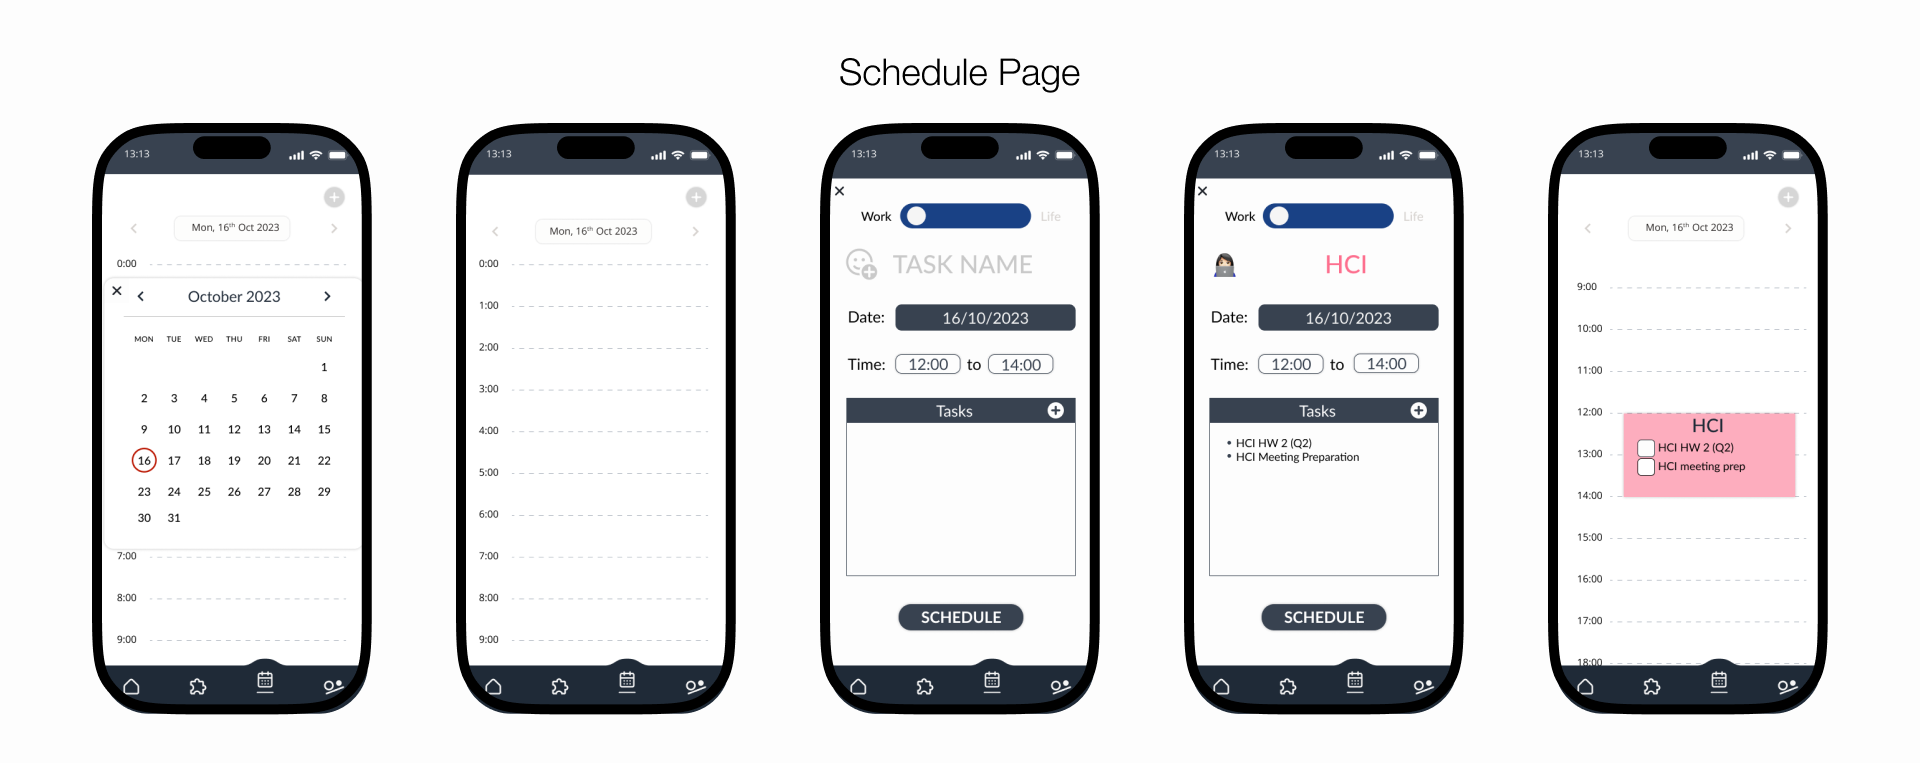 Schedule Page
13:13
Mon, 16th Oct 2023
0:00
October 2023
MON TUE WED THU FRI SAT SUN
1
2 3 4 5 6 7 8
9 10 11 12 13 14 15
16 17 18 19 20 21 22
23 24 25 26 27 28 29
30 31
7:00
8:00
9:00
13:13
Mon, 16th Oct 2023
0:00
1:00
2:00
3:00
4:00
5:00
6:00
7:00
8:00
9:00
13:13
Work Life
TASK NAME
Date: 16/10/2023
Time: 12:00 to 14:00
Tasks
SCHEDULE
13:13
Work Life
HCI
Date: 16/10/2023
Time: 12:00 to 14:00
Tasks
• HCI HW 2 (Q2)
• HCI Meeting Preparation
SCHEDULE
13:13
Mon, 16th Oct 2023
9:00
10:00
11:00
12:00
HCI
HCI HW 2 (Q2)
13:00
HCI meeting prep
14:00
15:00
16:00
17:00
18:00